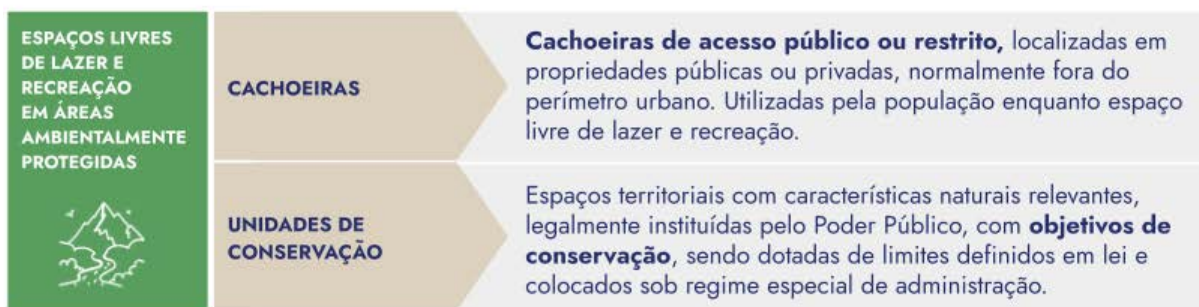 ESPAÇOS LIVRES
DE LAZER E
RECREAÇÃO
EM ÁREAS
AMBIENTALMENTE
PROTEGIDAS
CACHOEIRAS
Cachoeiras de acesso público ou restrito, localizadas em
propriedades públicas ou privadas, normalmente fora do
perímetro urbano. Utilizadas pela população enquanto espaço
livre de lazer e recreação.
UNIDADES DE
CONSERVAÇÃO
Espaços territoriais com características naturais relevantes,
legalmente instituídas pelo Poder Público, com objetivos de
conservação, sendo dotadas de limites definidos em lei e
colocados sob regime especial de administração.